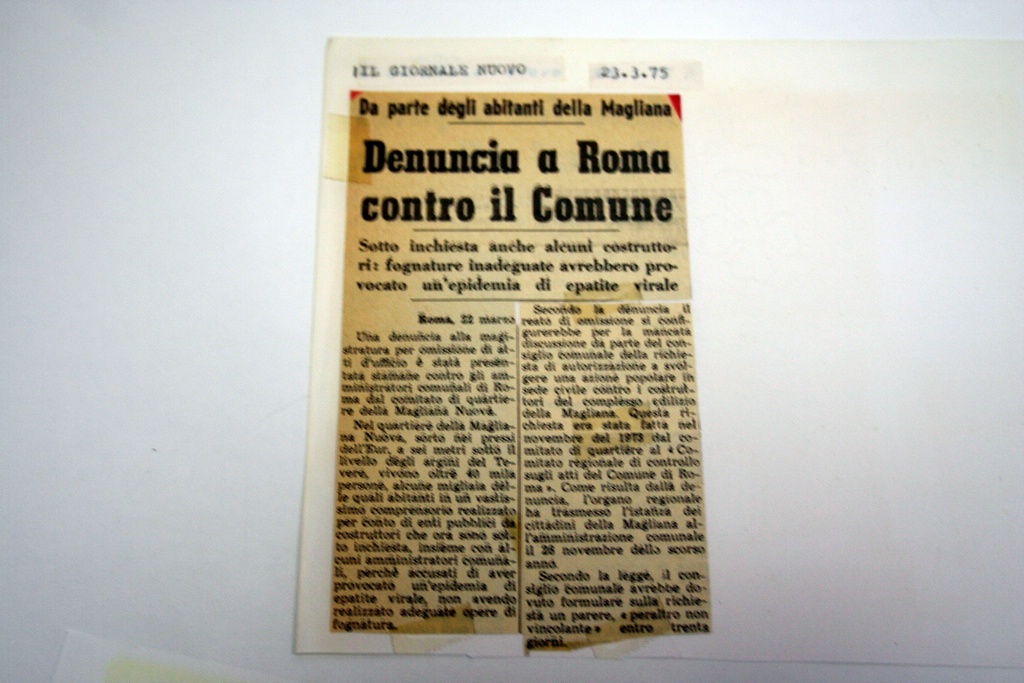 IL GIORNALE NUOVO
23.3.75
Da parte degli abitanti della Magliana
Denuncia a Roma
contro il Comune
Sotto inchiesta anche alcuni costrutto-
ri: fognature inadeguate avrebbero pro-
vocato un'epidemia di epatite virale
Roma, 22 marzo
Una denuncia alla magi-
stratura per omissione di at-
ti d'ufficio è stata presen-
tata stamane contro gli am-
ministratori comunali di Ro-
ma dal comitato di quartie-
re della Magliana Nuova.
Nel quartiere della Maglia-
na Nuova, sorto nei pressi
dell'Eur, a sei metri sotto il
livello degli argini del Te-
vere, vivono oltre 40 mila
persone, alcune migliaia del-
le quali abitanti in un vastis-
simo comprensorio realizzato
per conto di enti pubblici da
costruttori che ora sono sot-
to inchiesta, insieme con al-
cuni amministratori comuna-
li, perché accusati di aver
provocato un'epidemia di
epatite virale, non avendo
realizzato adeguate opere di
fognatura.
Secondo la denuncia il
reato di omissione si confi-
gurerebbe per la mancata
discussione da parte del con-
siglio comunale della richie-
sta di autorizzazione a svol-
gere una azione popolare in
sede civile contro i costrut-
tori del complesso edilizio
della Magliana. Questa ri-
chiesta era stata fatta nel
novembre del 1973 dal co-
mitato di quartiere al « Co-
mitato regionale di controllo
sugli atti del Comune di Ro-
ma ». Come risulta dalla de-
nuncia, l'organo regionale
ha trasmesso l'istanza dei
cittadini della Magliana al-
l'amministrazione comunale
il 28 novembre dello scorso
anno.
Secondo la legge, il con-
siglio comunale avrebbe do-
vuto formulare sulla richie-
sta un parere, « peraltro non
vincolante » entro trenta
giorni.